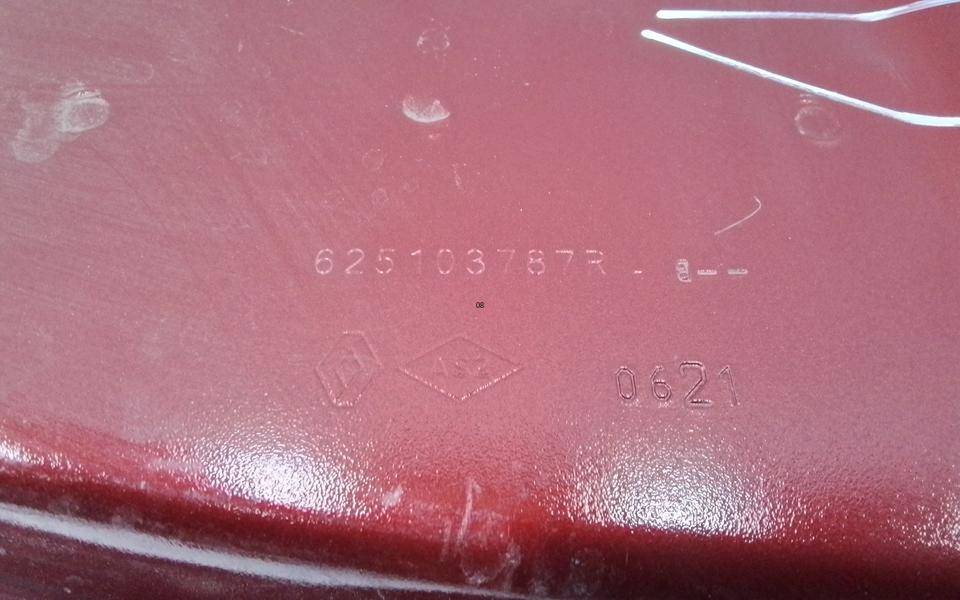 625103787R . a--
08
ASZ 0621